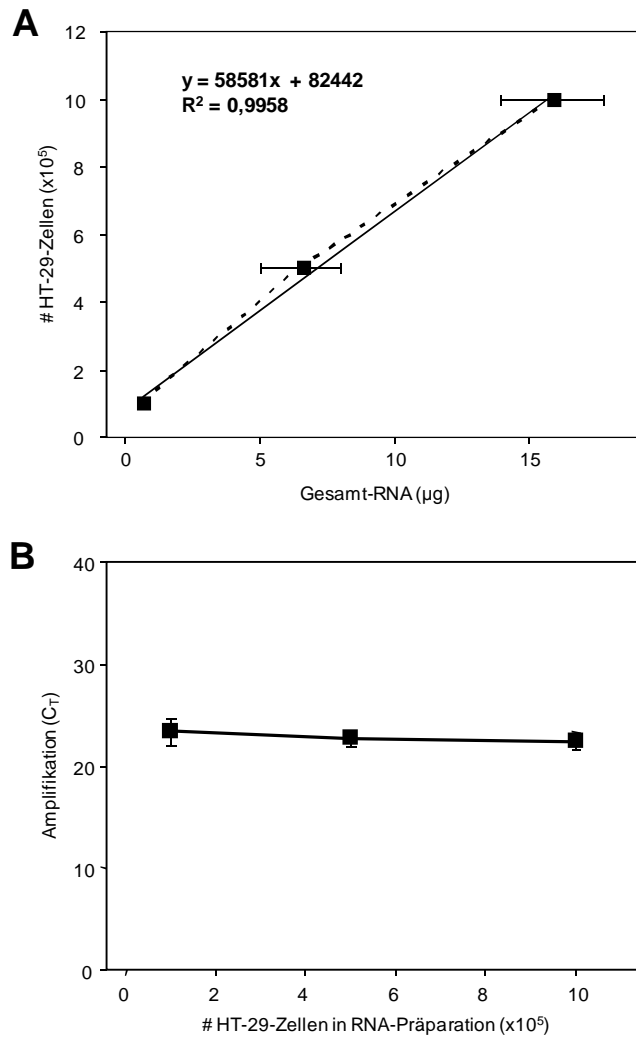 A
12
10
8
6
4
2
0
# HT-29-Zellen (x10⁵)
y = 58581x + 82442
R² = 0,9958
0 5 10 15
Gesamt-RNA (µg)
B
40
30
20
10
0
Amplifikation (C_T)
0 2 4 6 8 10
# HT-29-Zellen in RNA-Präparation (x10⁵)